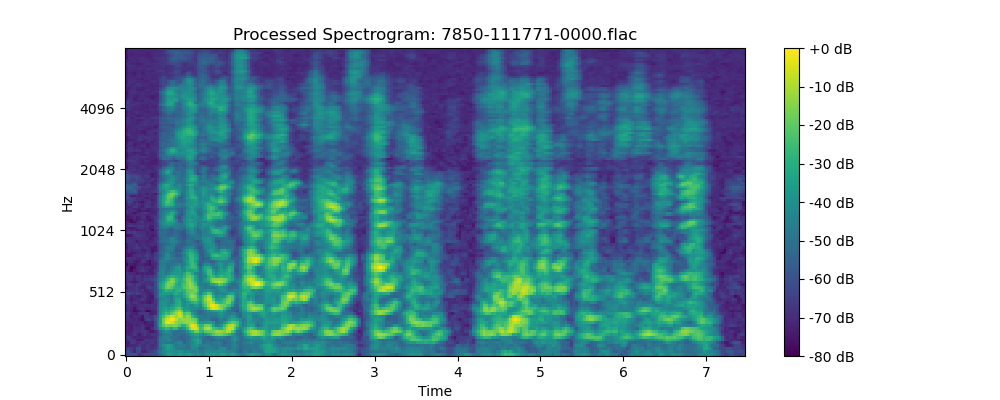 Processed Spectrogram: 7850-111771-0000.flac
Hz
4096
2048
1024
512
0
0 1 2 3 4 5 6 7
Time
+0 dB
-10 dB
-20 dB
-30 dB
-40 dB
-50 dB
-60 dB
-70 dB
-80 dB